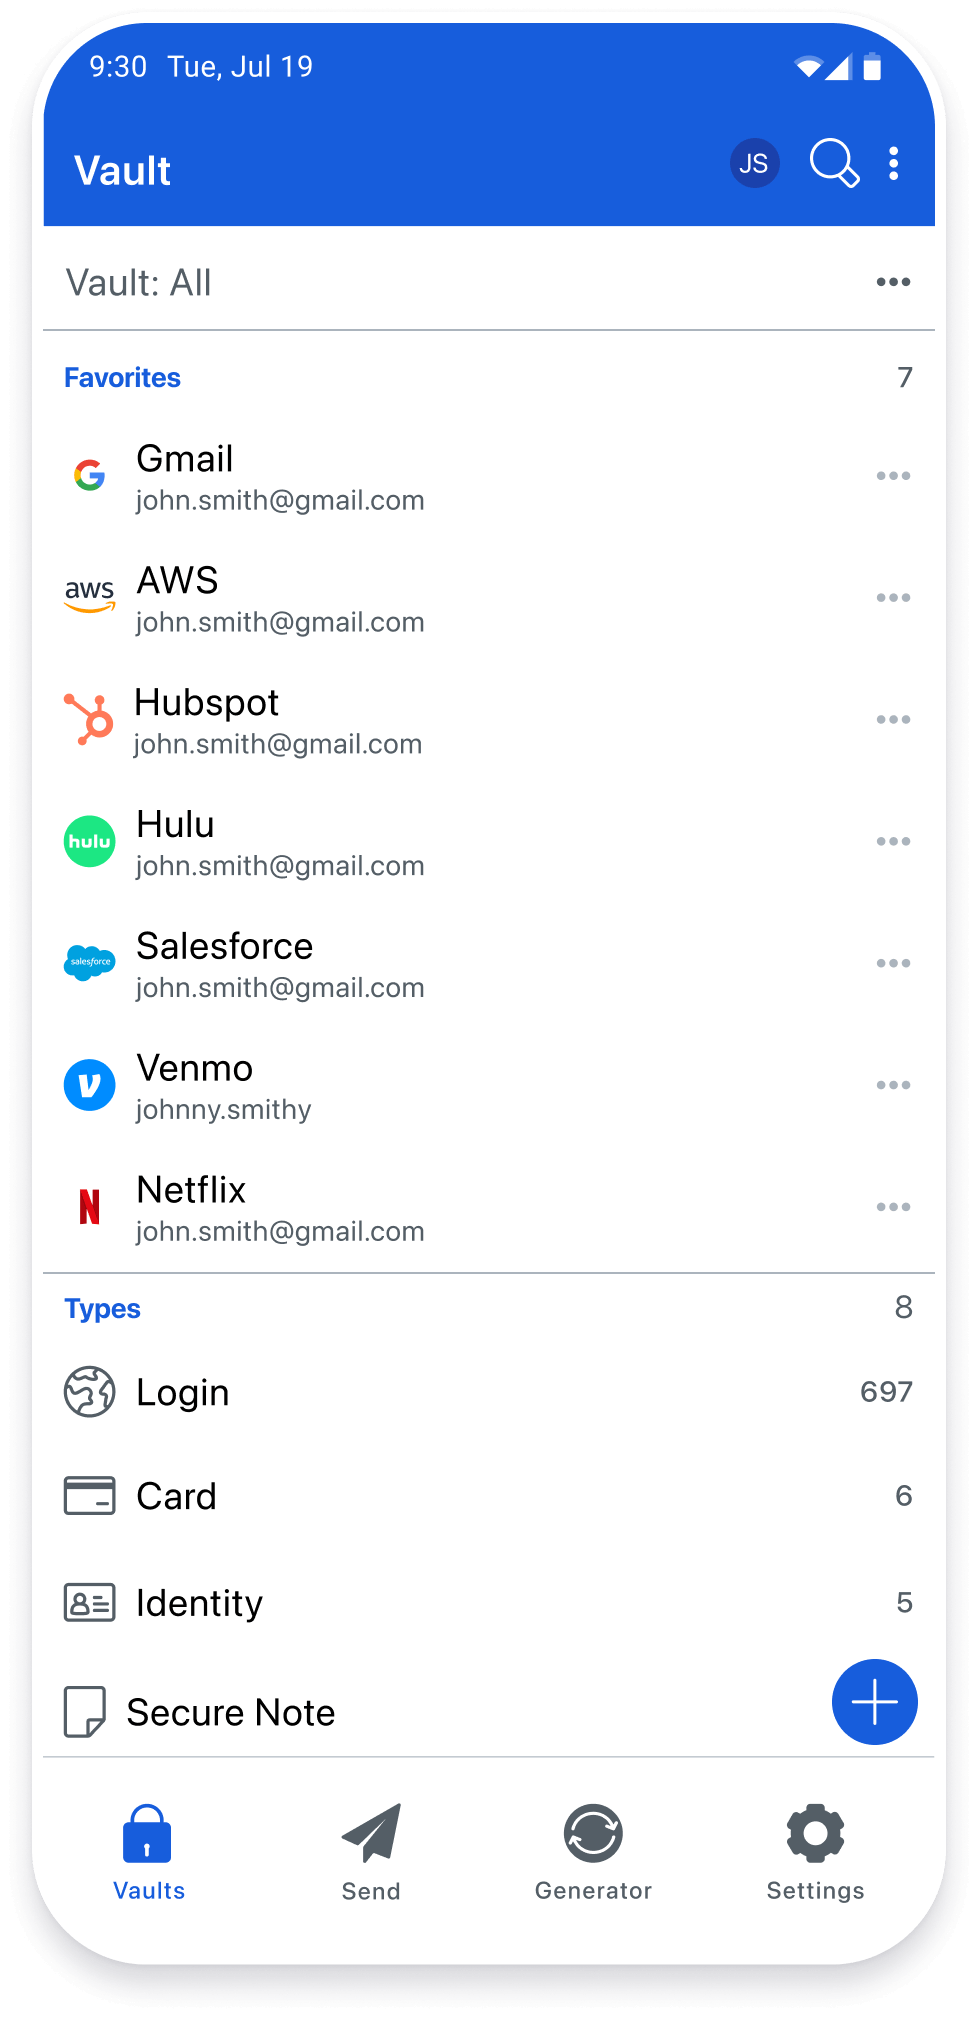 9:30 Tue, Jul 19
Vault
JS
Vault: All
Favorites 7
Gmail
john.smith@gmail.com
aws
AWS
john.smith@gmail.com
Hubspot
john.smith@gmail.com
hulu
Hulu
john.smith@gmail.com
salesforce
Salesforce
john.smith@gmail.com
Venmo
johnny.smithy
Netflix
john.smith@gmail.com
Types 8
Login 697
Card 6
Identity 5
Secure Note
Vaults Send Generator Settings